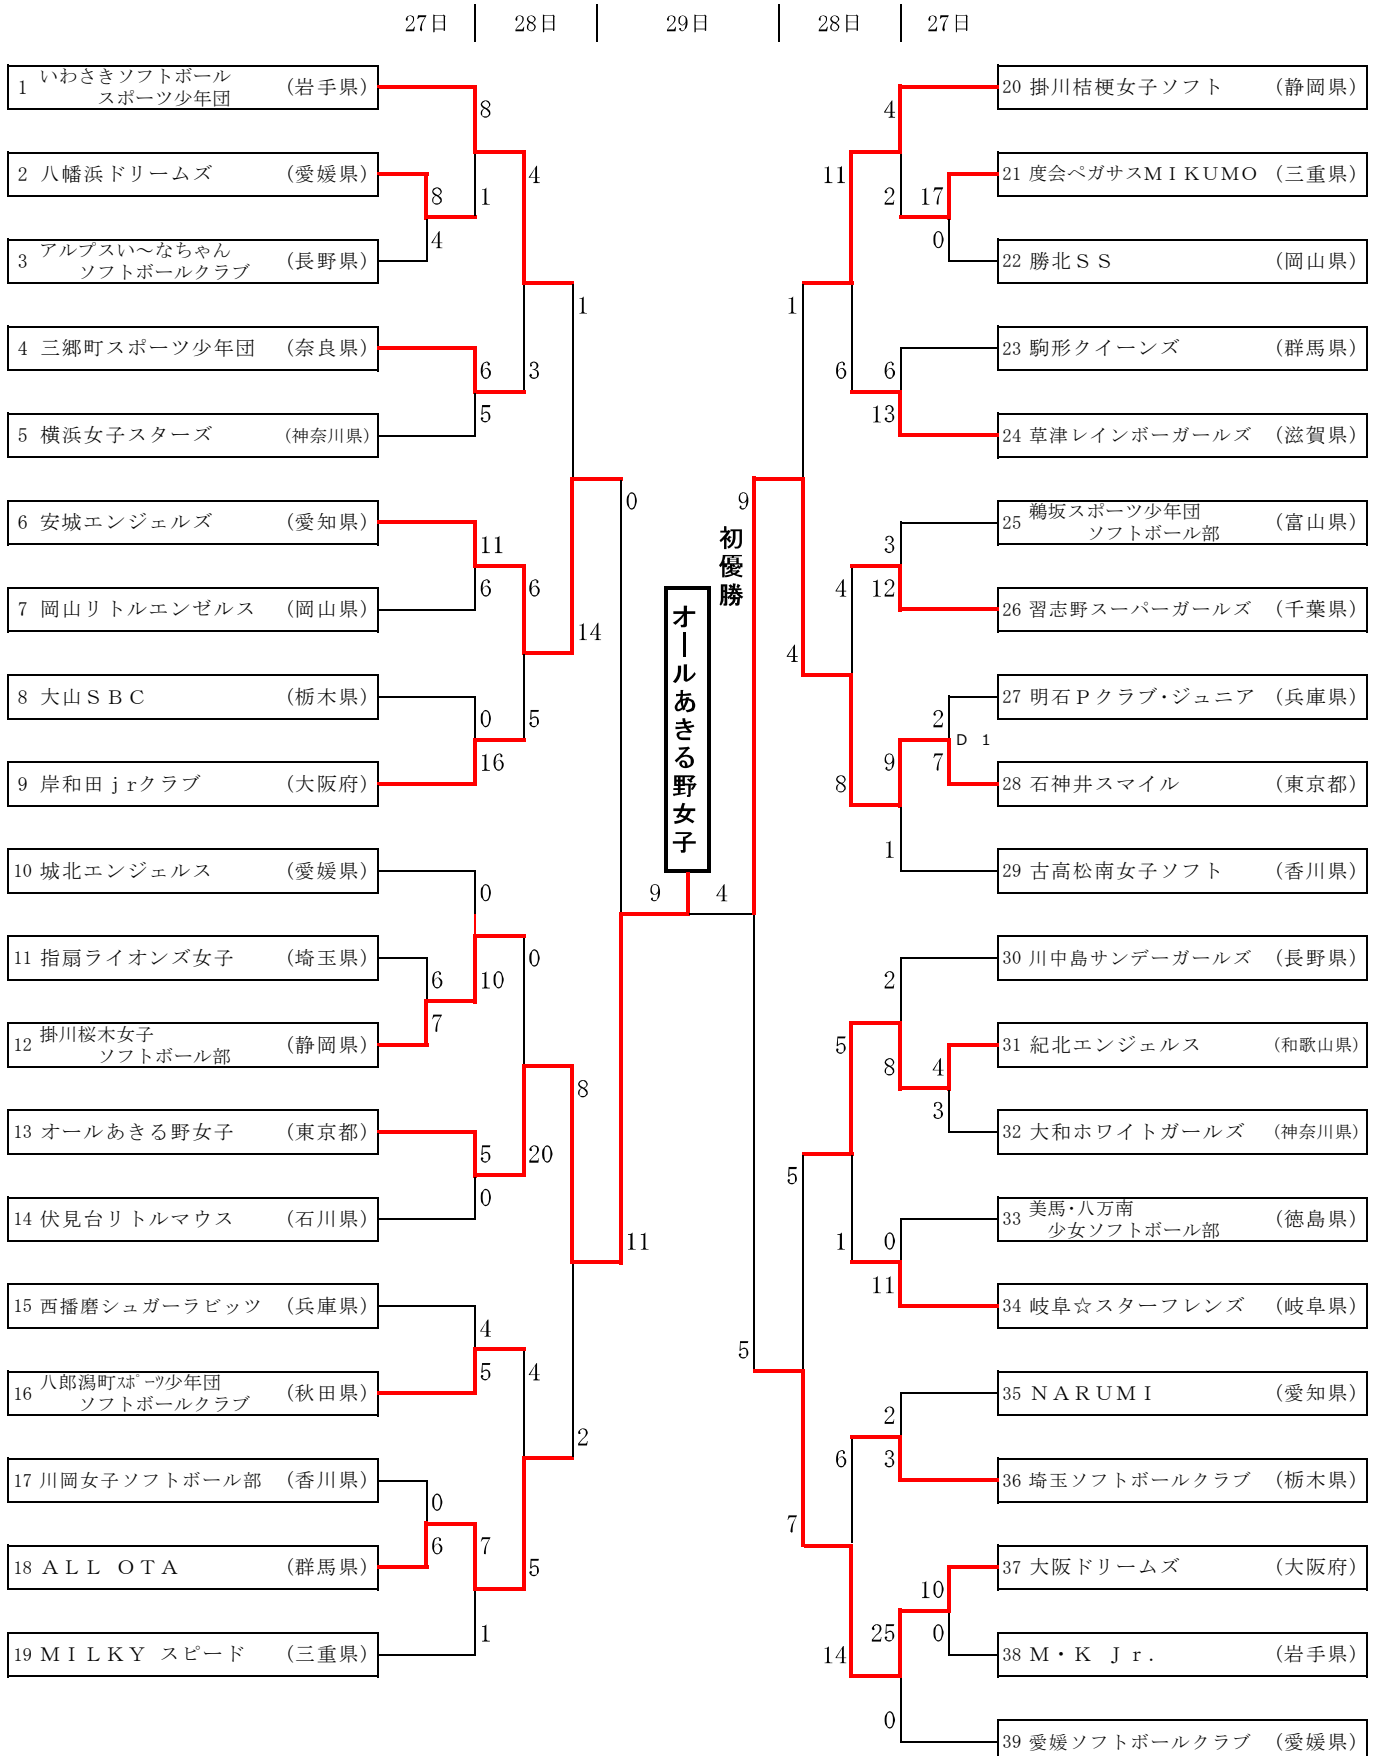 27日 28日 29日 28日 27日
1 いわさきソフトボール
スポーツ少年団 (岩手県)
2 八幡浜ドリームズ (愛媛県)
3 アルプスい～なちゃん
ソフトボールクラブ (長野県)
4 三郷町スポーツ少年団 (奈良県)
5 横浜女子スターズ (神奈川県)
6 安城エンジェルズ (愛知県)
7 岡山リトルエンゼルス (岡山県)
8 大山ＳＢＣ (栃木県)
9 岸和田ｊｒクラブ (大阪府)
10 城北エンジェルス (愛媛県)
11 指扇ライオンズ女子 (埼玉県)
12 掛川桜木女子
ソフトボール部 (静岡県)
13 オールあきる野女子 (東京都)
14 伏見台リトルマウス (石川県)
15 西播磨シュガーラビッツ (兵庫県)
16 八郎潟町ｽﾎﾟｰﾂ少年団
ソフトボールクラブ (秋田県)
17 川岡女子ソフトボール部 (香川県)
18 ＡＬＬ ＯＴＡ (群馬県)
19 ＭＩＬＫＹ スピード (三重県)
8
1
8
4
4
3
6
5
1
14
11
6
6
5
0
16
0
11
0
10
6
7
0
20
5
0
8
2
4
5
4
5
0
6
7
1
初優勝
オールあきる野女子
9 4
9
5
1
4
5
7
11
6
4
8
5
1
6
14
4
2
17
0
6
13
3
12
2
D 1
7
9
1
2
8
4
3
0
11
2
3
10
0
25
0
20 掛川桔梗女子ソフト (静岡県)
21 度会ペガサスＭＩＫＵＭＯ (三重県)
22 勝北ＳＳ (岡山県)
23 駒形クイーンズ (群馬県)
24 草津レインボーガールズ (滋賀県)
25 鵜坂スポーツ少年団
ソフトボール部 (富山県)
26 習志野スーパーガールズ (千葉県)
27 明石Ｐクラブ・ジュニア (兵庫県)
28 石神井スマイル (東京都)
29 古高松南女子ソフト (香川県)
30 川中島サンデーガールズ (長野県)
31 紀北エンジェルス (和歌山県)
32 大和ホワイトガールズ (神奈川県)
33 美馬・八万南
少女ソフトボール部 (徳島県)
34 岐阜☆スターフレンズ (岐阜県)
35 ＮＡＲＵＭＩ (愛知県)
36 埼玉ソフトボールクラブ (栃木県)
37 大阪ドリームズ (大阪府)
38 Ｍ・Ｋ Ｊｒ. (岩手県)
39 愛媛ソフトボールクラブ (愛媛県)